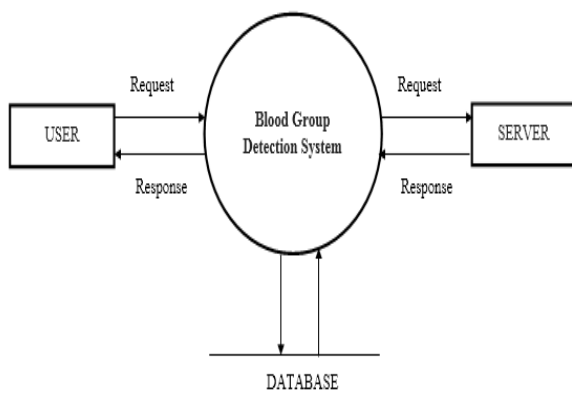 Request
USER
Response
Blood Group
Detection System
Request
SERVER
Response
DATABASE